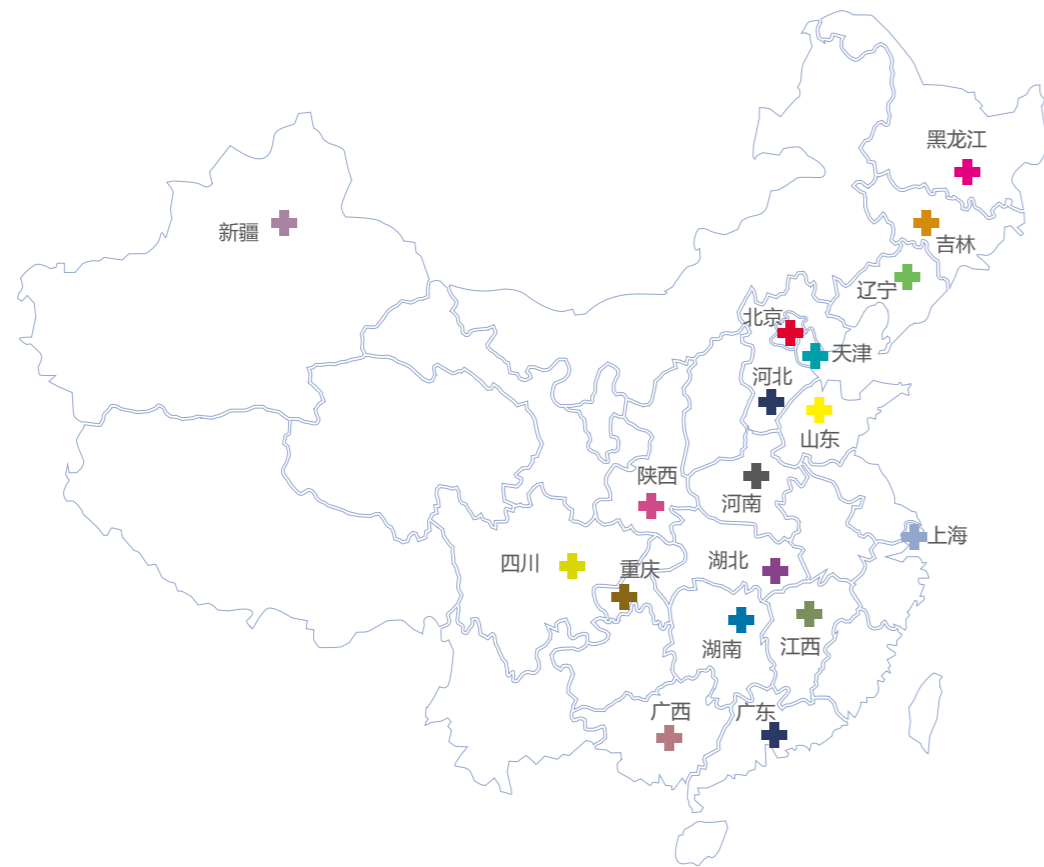 黑龙江
新疆
吉林
辽宁
北京
天津
河北
山东
陕西
河南
上海
四川
重庆
湖北
湖南
江西
广西
广东